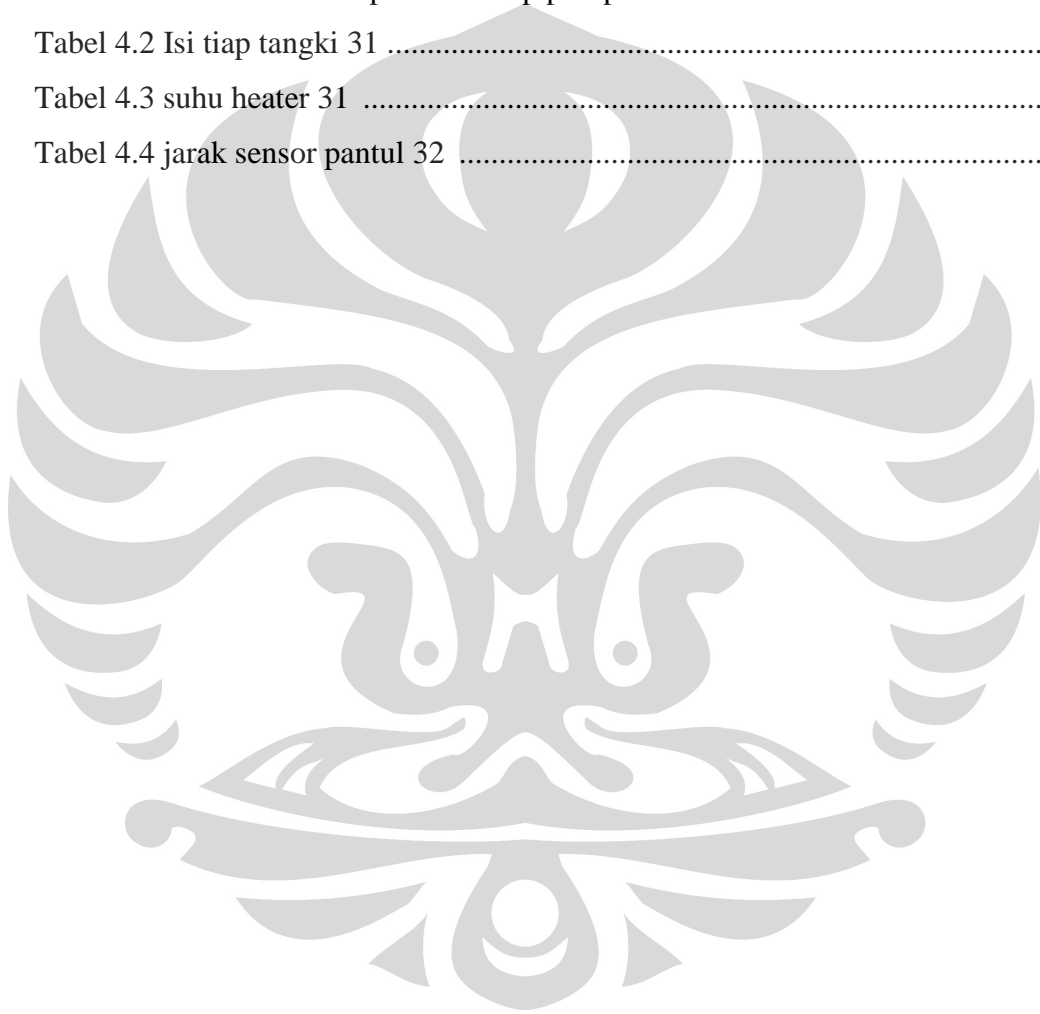 Tabel 4.2 Isi tiap tangki 31 ....................................................................................
Tabel 4.3 suhu heater 31 .......................................................................................
Tabel 4.4 jarak sensor pantul 32 ..........................................................................